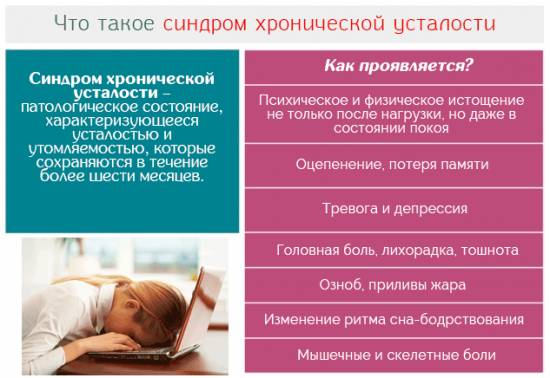 Что такое синдром хронической усталости
Синдром хронической
усталости –
патологическое состояние,
характеризующееся
усталостью и
утомляемостью, которые
сохраняются в течение
более шести месяцев.
Как проявляется?
Психическое и физическое истощение
не только после нагрузки, но даже в
состоянии покоя
Оцепенение, потеря памяти
Тревога и депрессия
Головная боль, лихорадка, тошнота
Озноб, приливы жара
Изменение ритма сна-бодрствования
Мышечные и скелетные боли